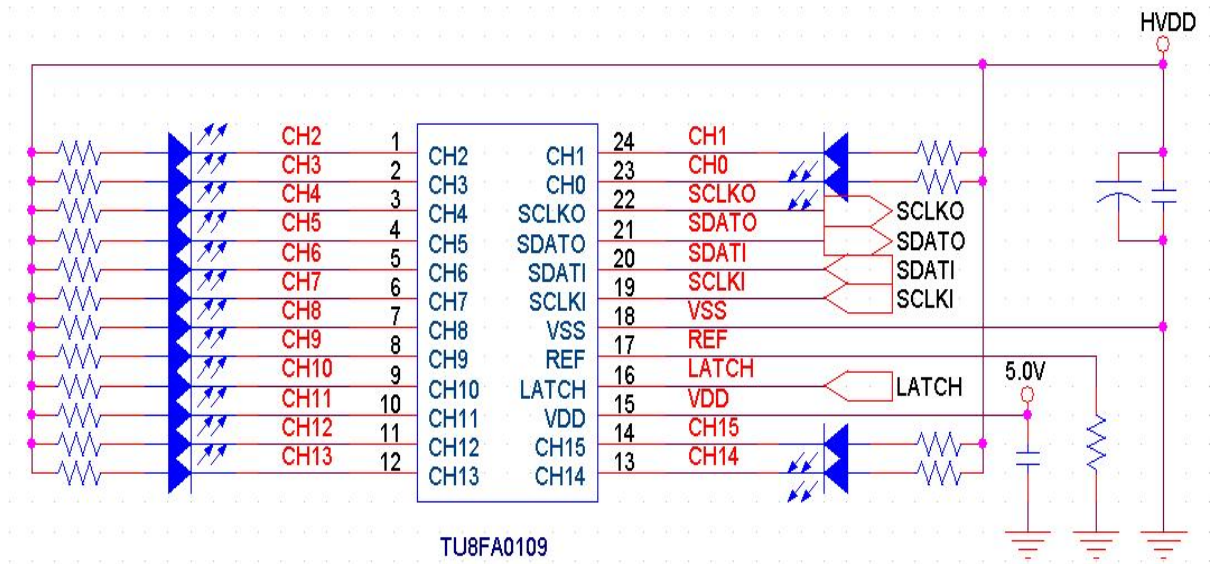 HVDD
CH2 1 CH2 CH1 24 CH1
CH3 2 CH3 CH0 23 CH0
CH4 3 CH4 SCLKO 22 SCLKO SCLKO
CH5 4 CH5 SDATO 21 SDATO SDATO
CH6 5 CH6 SDATI 20 SDATI SDATI
CH7 6 CH7 SCLKI 19 SCLKI SCLKI
CH8 7 CH8 VSS 18 VSS
CH9 8 CH9 REF 17 REF
CH10 9 CH10 LATCH 16 LATCH LATCH
5.0V
CH11 10 CH11 VDD 15 VDD
CH12 11 CH12 CH15 14 CH15
CH13 12 CH13 CH14 13 CH14
TU8FA0109